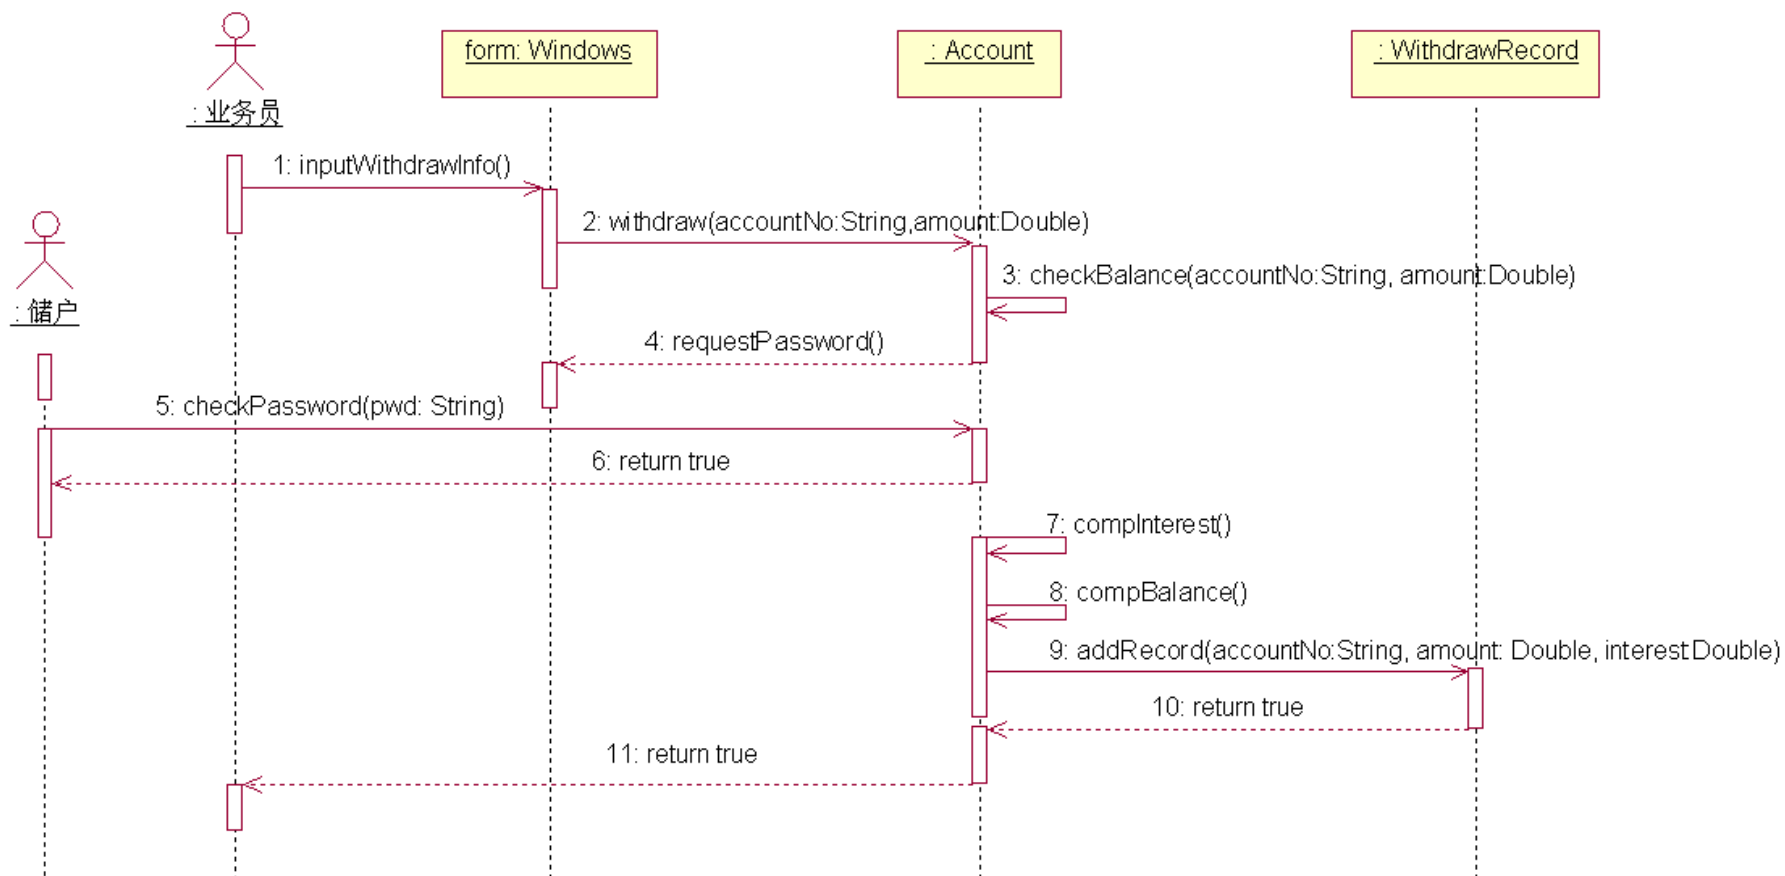 form: Windows
: Account
: WithdrawRecord
: 业务员
1: inputWithdrawInfo()
2: withdraw(accountNo:String,amount:Double)
3: checkBalance(accountNo:String, amount:Double)
: 储户
4: requestPassword()
5: checkPassword(pwd: String)
6: return true
7: compInterest()
8: compBalance()
9: addRecord(accountNo:String, amount: Double, interest:Double)
10: return true
11: return true